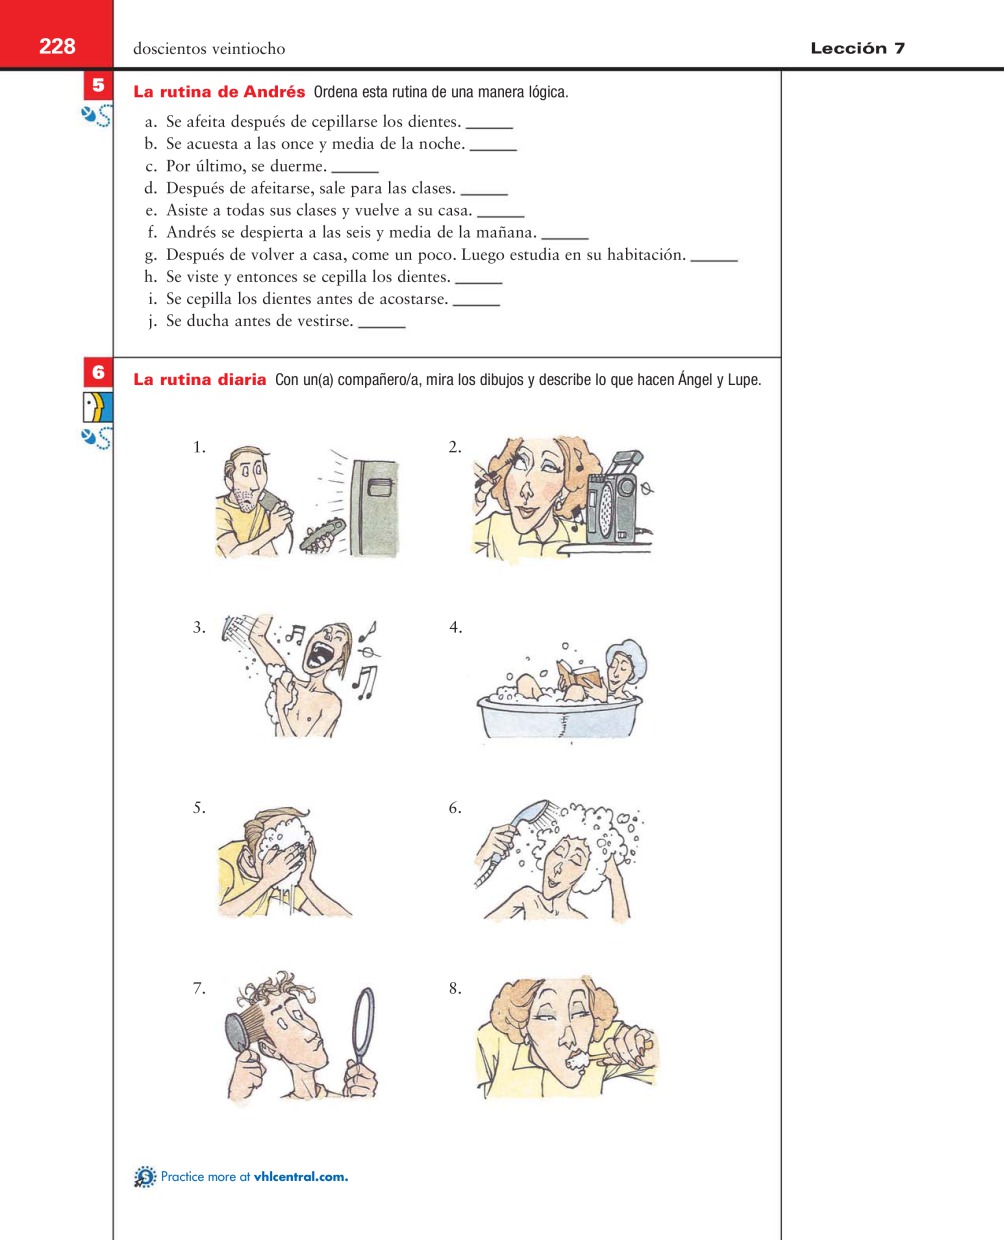 228
doscientos veintiocho
Lección 7
5
La rutina de Andrés Ordena esta rutina de una manera lógica.
a. Se afeita después de cepillarse los dientes. ______
b. Se acuesta a las once y media de la noche. ______
c. Por último, se duerme. ______
d. Después de afeitarse, sale para las clases. ______
e. Asiste a todas sus clases y vuelve a su casa. ______
f. Andrés se despierta a las seis y media de la mañana. ______
g. Después de volver a casa, come un poco. Luego estudia en su habitación. ______
h. Se viste y entonces se cepilla los dientes. ______
i. Se cepilla los dientes antes de acostarse. ______
j. Se ducha antes de vestirse. ______
6
La rutina diaria Con un(a) compañero/a, mira los dibujos y describe lo que hacen Ángel y Lupe.
1.
2.
3.
4.
5.
6.
7.
8.
Practice more at vhlcentral.com.